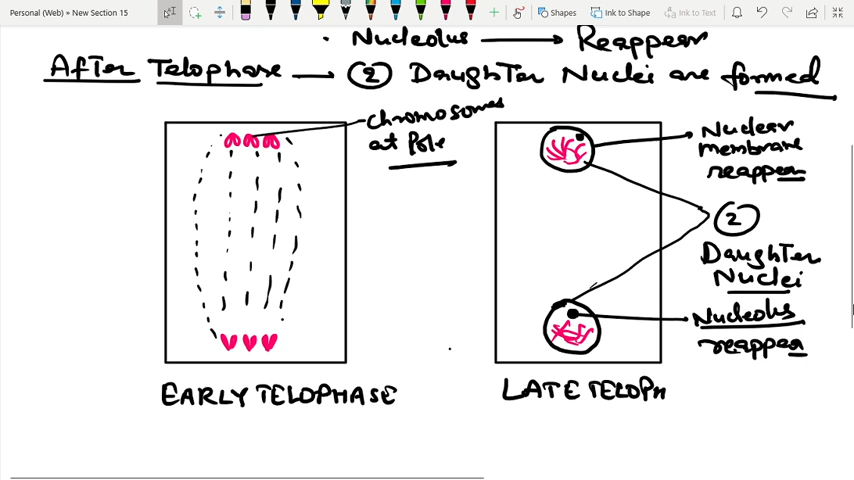 Personal (Web) » New Section 15
Shapes
Ink to Shape
Ink to Text
Nucleolus → Reappear
After Telophase → 2 Daughter Nuclei are formed
Chromosomes
at Pole
Nuclear
membrane
reappear
2
Daughter
Nuclei
Nucleolus
reappear
EARLY TELOPHASE
LATE TELOPH